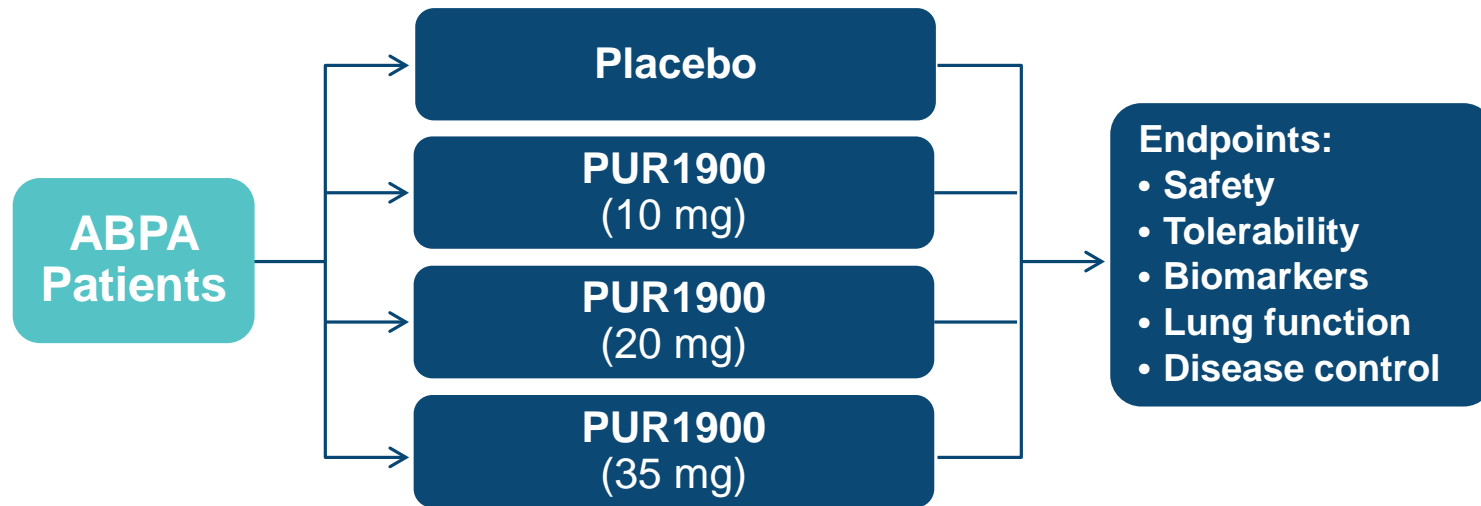 ABPA
Patients
Placebo
PUR1900
(10 mg)
PUR1900
(20 mg)
PUR1900
(35 mg)
Endpoints:
• Safety
• Tolerability
• Biomarkers
• Lung function
• Disease control